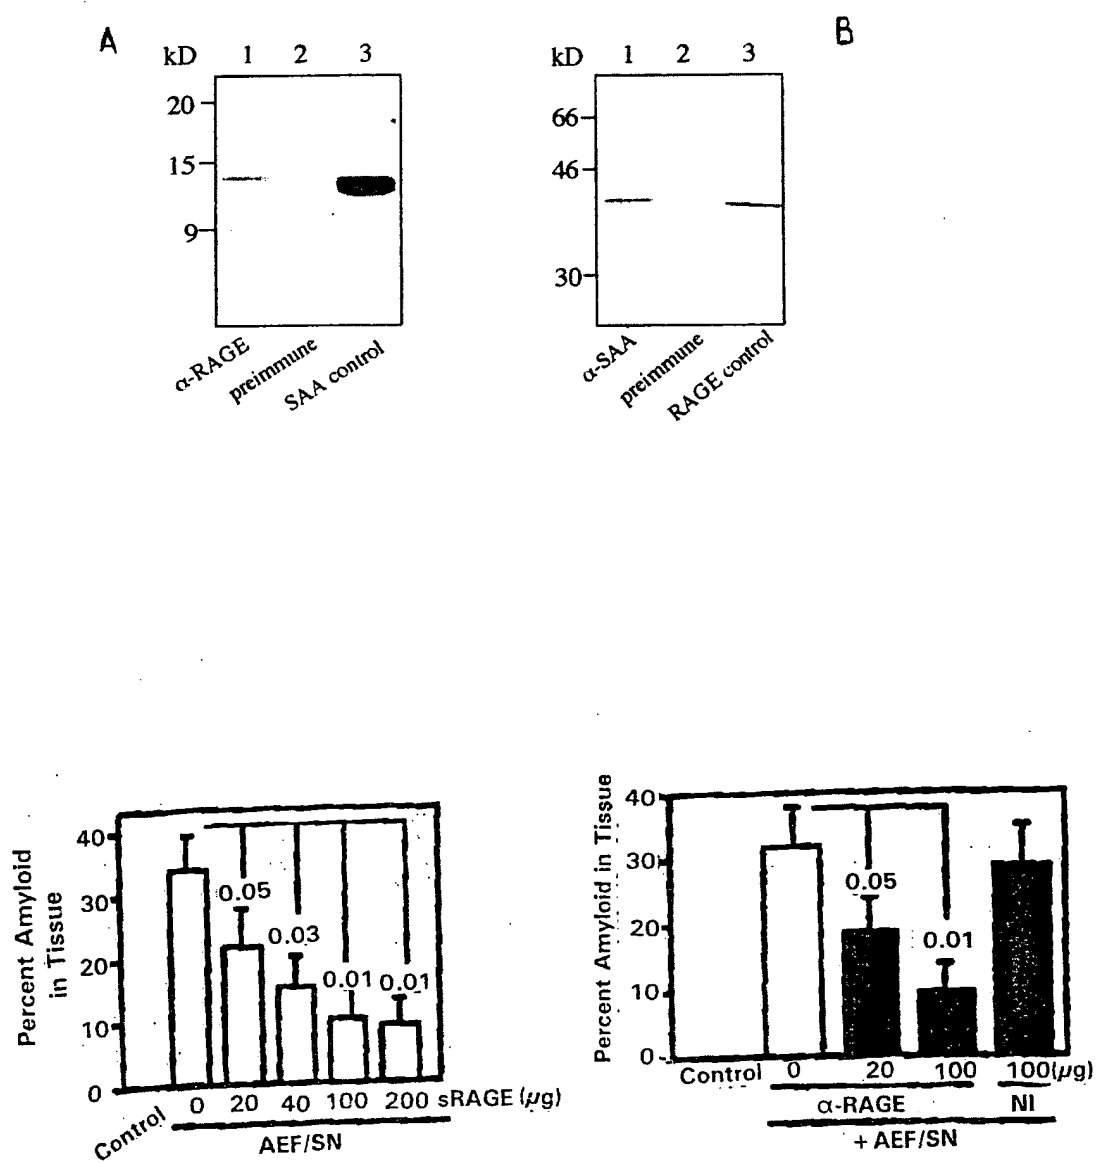 A
B
kD 1 2 3
20
15
9
α-RAGE
preimmune
SAA control
kD 1 2 3
66
46
30
α-SAA
preimmune
RAGE control
Percent Amyloid
in Tissue
40
30
20
10
0
0.05
0.03
0.01 0.01
Control 0 20 40 100 200 sRAGE (µg)
AEF/SN
Percent Amyloid in Tissue
40
30
20
10
0
0.05
0.01
Control 0 20 100 100(µg)
α-RAGE NI
+ AEF/SN